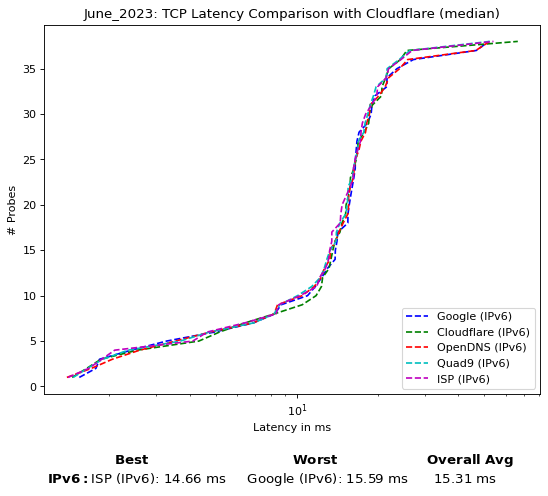 June_2023: TCP Latency Comparison with Cloudflare (median)
35
30
25
20
15
10
5
0
# Probes
Google (IPv6)
Cloudflare (IPv6)
OpenDNS (IPv6)
Quad9 (IPv6)
ISP (IPv6)
10¹
Latency in ms
Best Worst Overall Avg
IPv6: ISP (IPv6): 14.66 ms Google (IPv6): 15.59 ms 15.31 ms